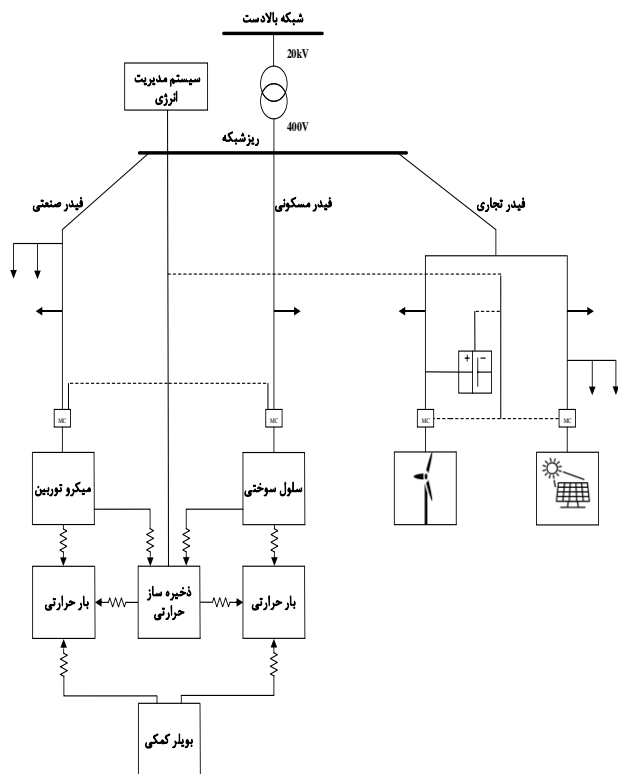 شبکه بالادست
20kV
سیستم مدیریت
انرژی
400V
ریزشبکه
فیدر صنعتی
فیدر مسکونی
فیدر تجاری
+ −
MC
MC
MC
MC
میکرو توربین
سلول سوختی
بار حرارتی
ذخیره ساز
حرارتی
بار حرارتی
بویلر کمکی